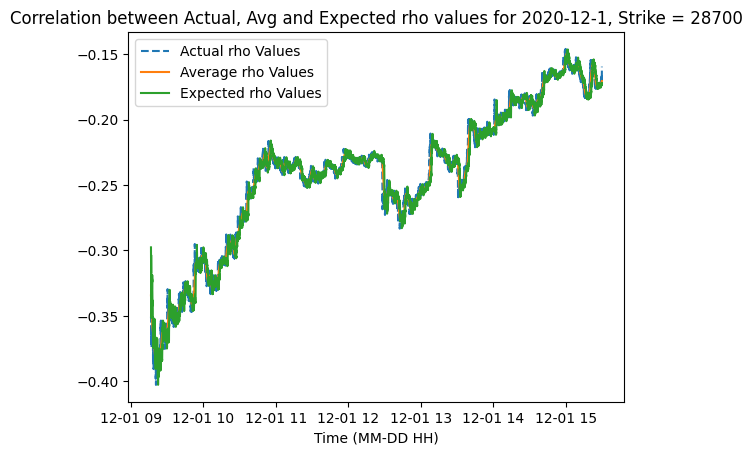 Correlation between Actual, Avg and Expected rho values for 2020-12-1, Strike = 28700
Actual rho Values
Average rho Values
Expected rho Values
−0.15
−0.20
−0.25
−0.30
−0.35
−0.40
12-01 09 12-01 10 12-01 11 12-01 12 12-01 13 12-01 14 12-01 15
Time (MM-DD HH)